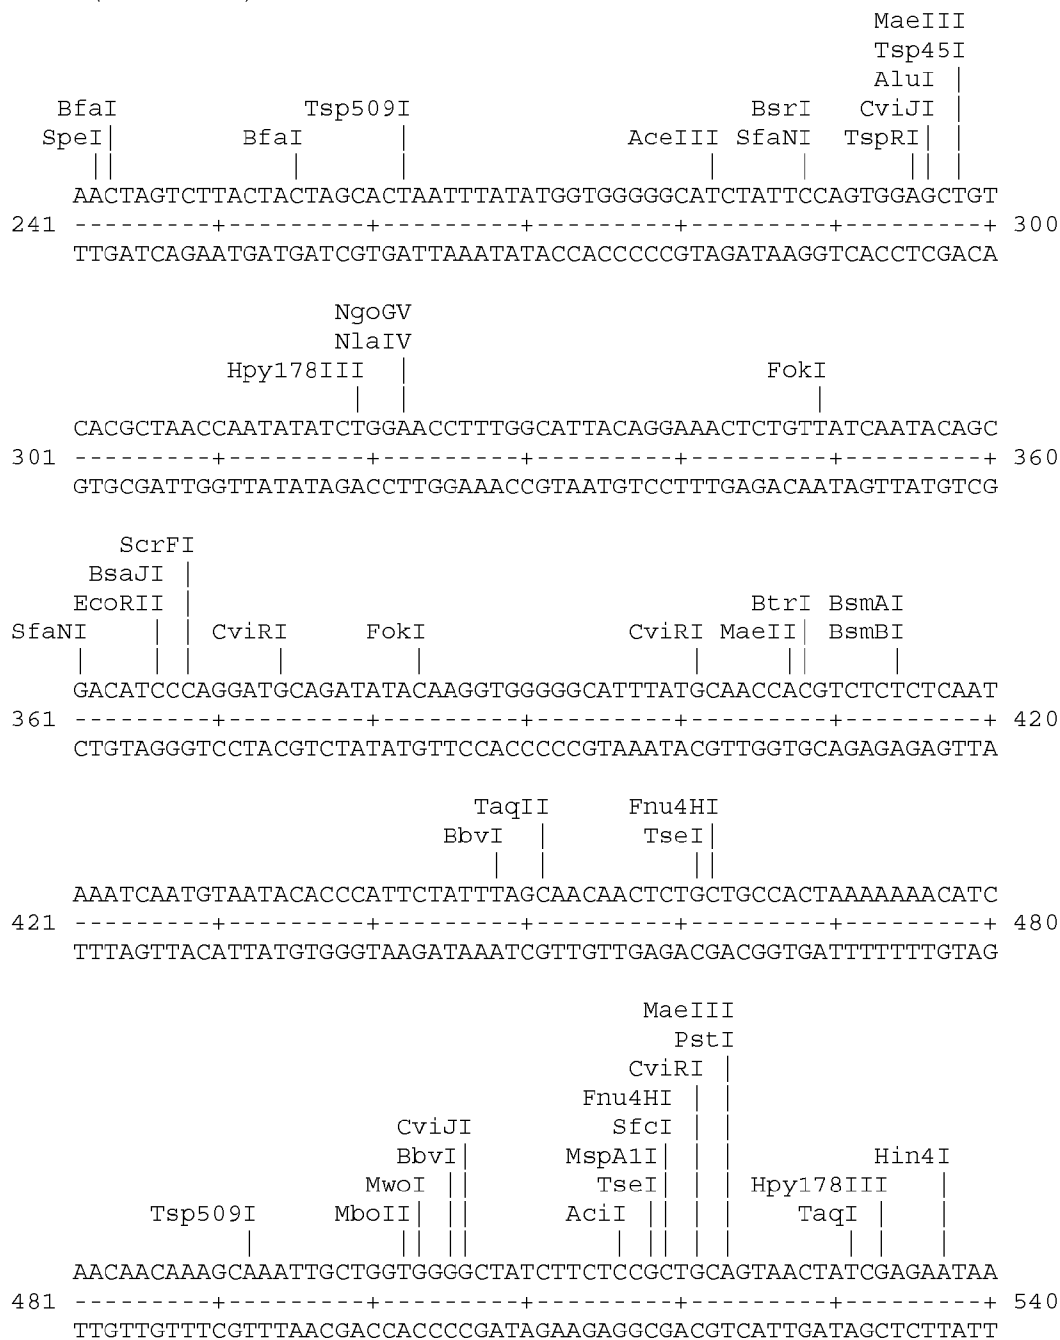 MaeIII
Tsp45I
AluI |
BfaI Tsp509I BsrI CviJI |
SpeI| BfaI | AceIII SfaNI TspRI| |
|| | | | | || |
AACTAGTCTTACTACTAGCACTAATTTATATGGTGGGGGCATCTATTCCAGTGGAGCTGT
241 ---------+---------+---------+---------+---------+---------+ 300
TTGATCAGAATGATGATCGTGATTAAATATACCACCCCCGTAGATAAGGTCACCTCGACA
NgoGV
NlaIV
Hpy178III | FokI
| | |
CACGCTAACCAATATATCTGGAACCTTTGGCATTACAGGAAACTCTGTTATCAATACAGC
301 ---------+---------+---------+---------+---------+---------+ 360
GTGCGATTGGTTATATAGACCTTGGAAACCGTAATGTCCTTTGAGACAATAGTTATGTCG
ScrFI
BsaJI |
EcoRII | BtrI BsmAI
SfaNI | | CviRI FokI CviRI MaeII| BsmBI
| | | | | | || |
GACATCCCAGGATGCAGATATACAAGGTGGGGGCATTTATGCAACCACGTCTCTCTCAAT
361 ---------+---------+---------+---------+---------+---------+ 420
CTGTAGGGTCCTACGTCTATATGTTCCACCCCCGTAAATACGTTGGTGCAGAGAGAGTTA
TaqII Fnu4HI
BbvI | TseI|
| | ||
AAATCAATGTAATACACCCATTCTATTTAGCAACAACTCTGCTGCCACTAAAAAAACATC
421 ---------+---------+---------+---------+---------+---------+ 480
TTTAGTTACATTATGTGGGTAAGATAAATCGTTGTTGAGACGACGGTGATTTTTTTGTAG
MaeIII
PstI
CviRI |
Fnu4HI | |
CviJI SfcI | |
BbvI| MspA1I| | | Hin4I
MwoI || TseI| | | Hpy178III |
Tsp509I MboII| || AciI || | | TaqI | |
| || || | || | | | | |
AACAACAAAGCAAATTGCTGGTGGGGCTATCTTCTCCGCTGCAGTAACTATCGAGAATAA
481 ---------+---------+---------+---------+---------+---------+ 540
TTGTTGTTTCGTTTAACGACCACCCCGATAGAAGAGGCGACGTCATTGATAGCTCTTATT